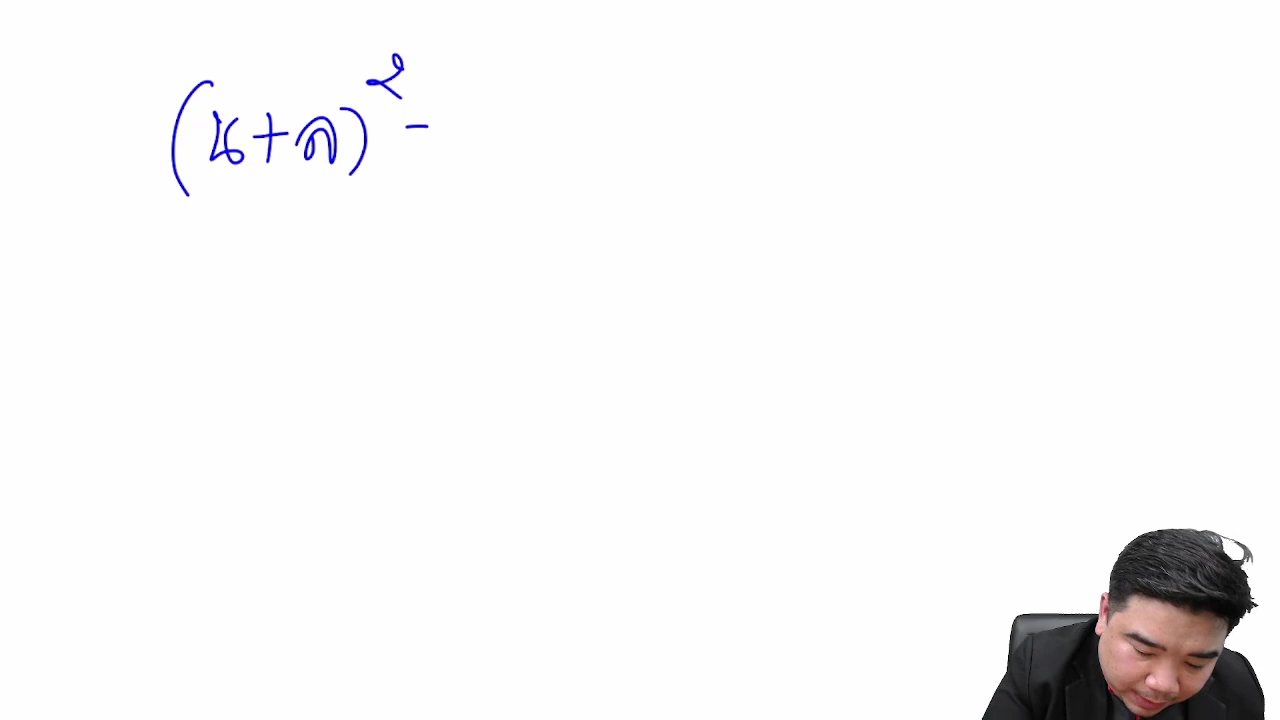 (น+ล)² =